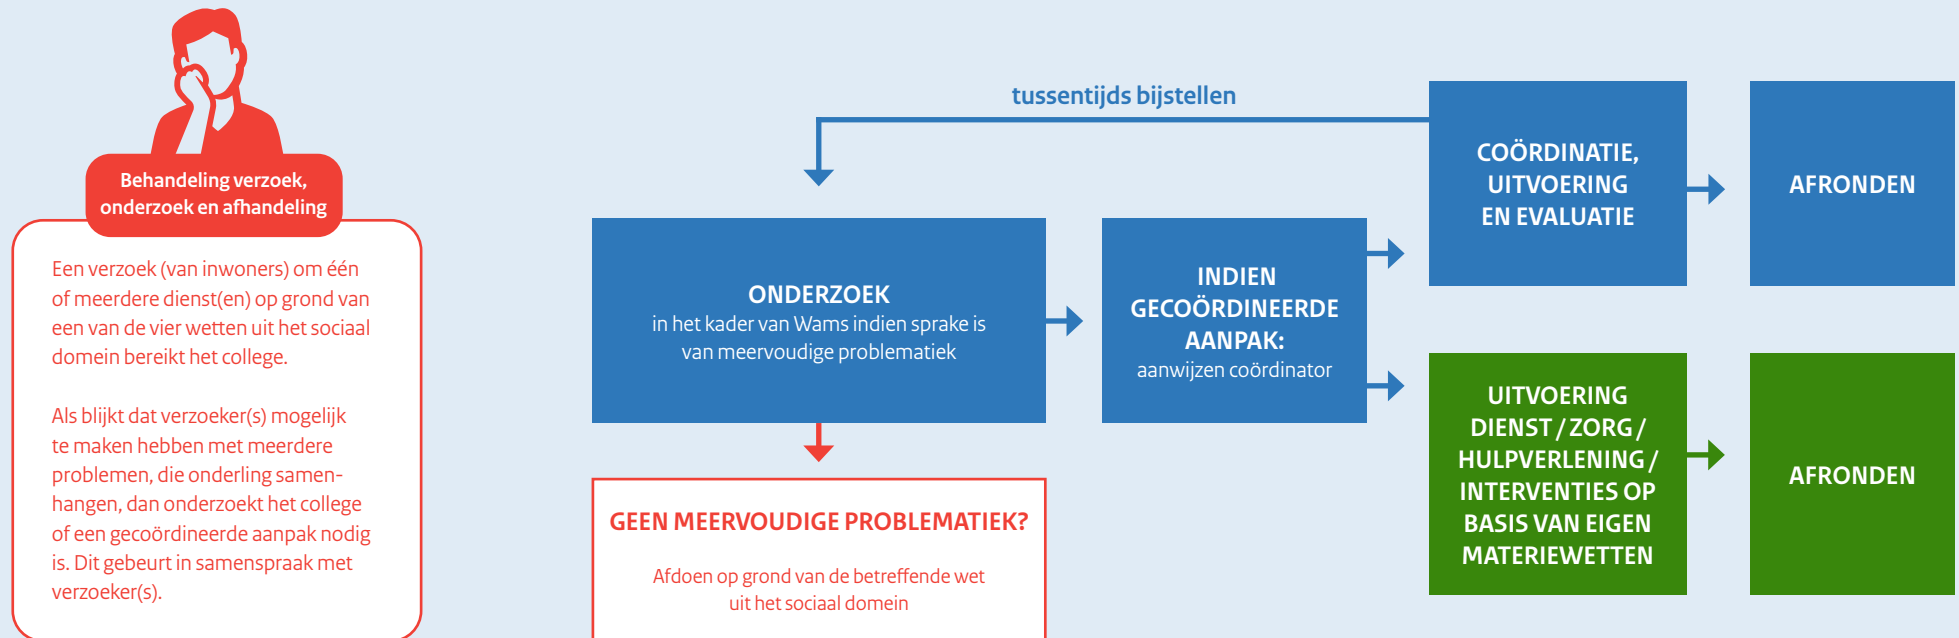 Behandeling verzoek,
onderzoek en afhandeling
Een verzoek (van inwoners) om één
of meerdere dienst(en) op grond van
een van de vier wetten uit het sociaal
domein bereikt het college.
Als blijkt dat verzoeker(s) mogelijk
te maken hebben met meerdere
problemen, die onderling samen-
hangen, dan onderzoekt het college
of een gecoördineerde aanpak nodig
is. Dit gebeurt in samenspraak met
verzoeker(s).
tussentijds bijstellen
ONDERZOEK
in het kader van Wams indien sprake is
van meervoudige problematiek
GEEN MEERVOUDIGE PROBLEMATIEK?
Afdoen op grond van de betreffende wet
uit het sociaal domein
INDIEN
GECOÖRDINEERDE
AANPAK:
aanwijzen coördinator
COÖRDINATIE,
UITVOERING
EN EVALUATIE
AFRONDEN
UITVOERING
DIENST / ZORG /
HULPVERLENING /
INTERVENTIES OP
BASIS VAN EIGEN
MATERIEWETTEN
AFRONDEN